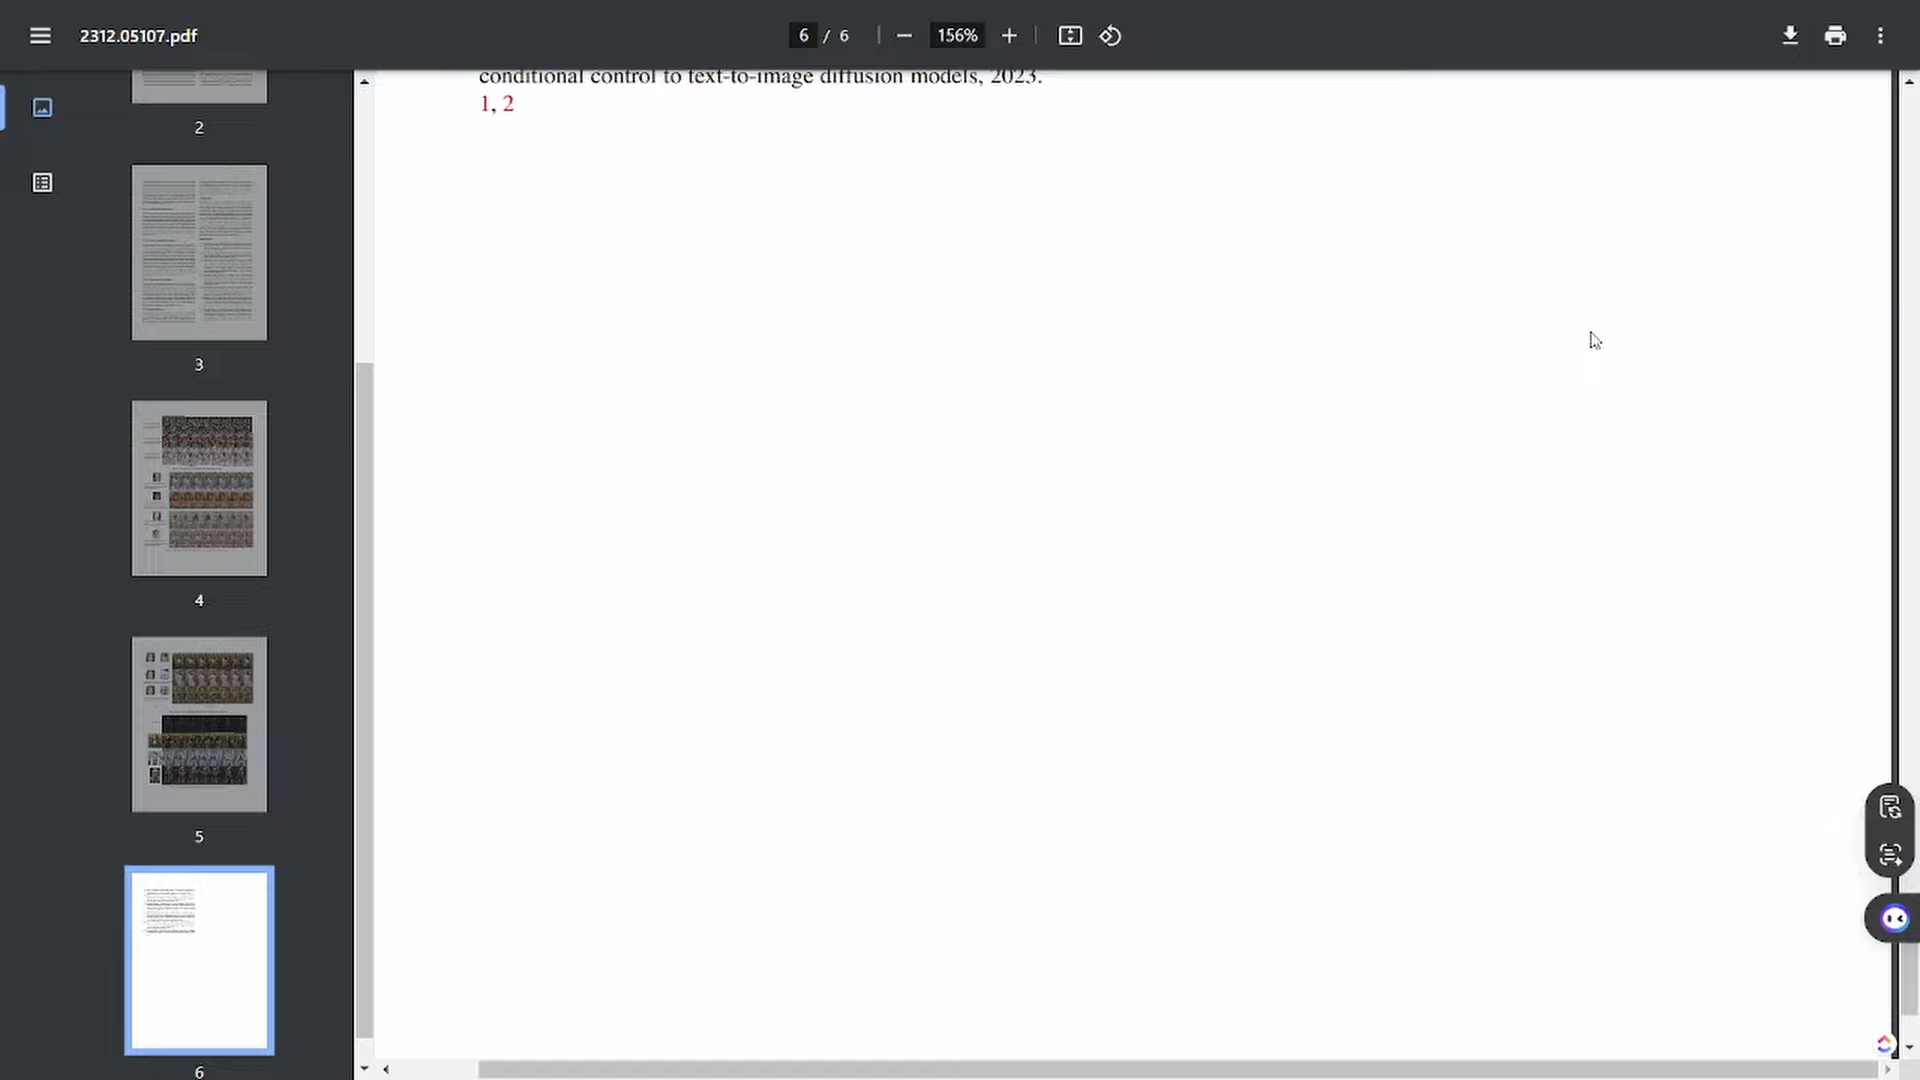 2312.05107.pdf
6 / 6
156%
2
3
4
5
6
conditional control to text-to-image diffusion models, 2023.
1, 2